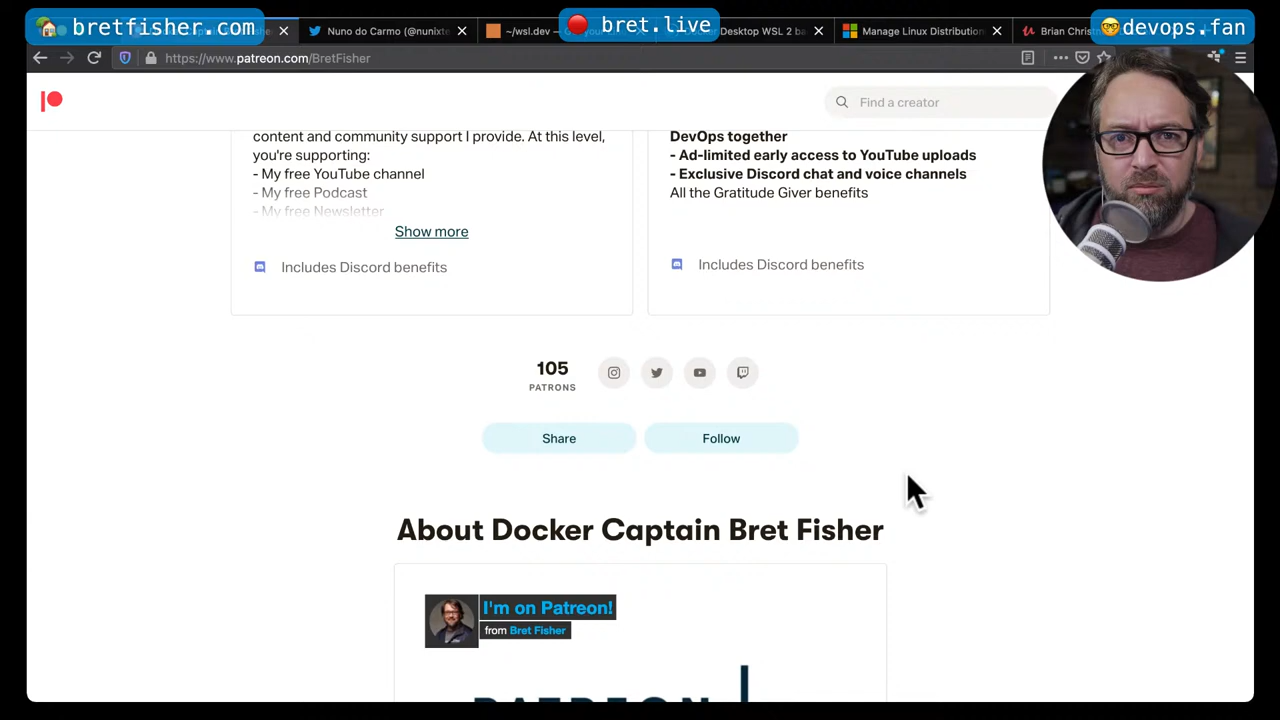 bretfisher.com
bret.live
devops.fan
Nuno do Carmo (@nunixte
~/wsl.dev
Desktop WSL 2 ba
Manage Linux Distribution
Brian Christn
https://www.patreon.com/BretFisher
Find a creator
content and community support I provide. At this level,
you're supporting:
- My free YouTube channel
- My free Podcast
- My free Newsletter
Show more
Includes Discord benefits
DevOps together
- Ad-limited early access to YouTube uploads
- Exclusive Discord chat and voice channels
All the Gratitude Giver benefits
Includes Discord benefits
105
PATRONS
Share
Follow
About Docker Captain Bret Fisher
I'm on Patreon!
from Bret Fisher
PATREON